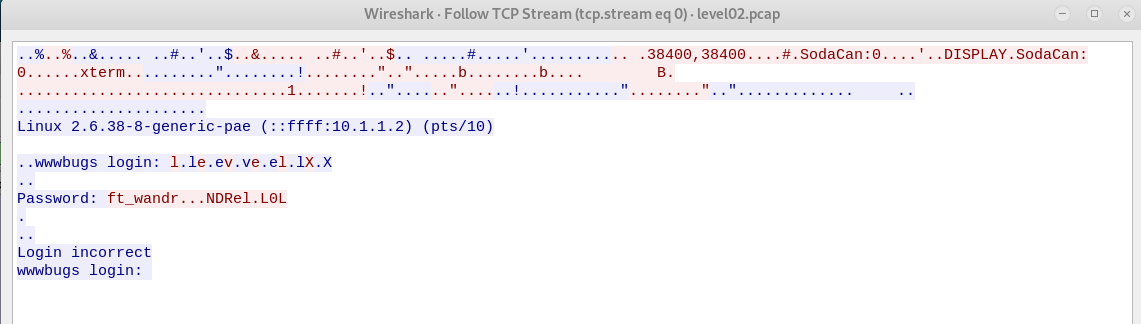 Wireshark · Follow TCP Stream (tcp.stream eq 0) · level02.pcap
..%..%..&..... ..#..'..$..&..... ..#..'..$.. .....#.....'........... .38400,38400....#.SodaCan:0....'..DISPLAY.SodaCan:
0......xterm.........."........!........"..".....b........b.... B.
..............................1.......!.."......".....!..........."........".."............. ..
.....................
Linux 2.6.38-8-generic-pae (::ffff:10.1.1.2) (pts/10)
..wwwbugs login: l.le.ev.ve.el.lX.X
..
Password: ft_wandr...NDRel.L0L
.
..
Login incorrect
wwwbugs login: